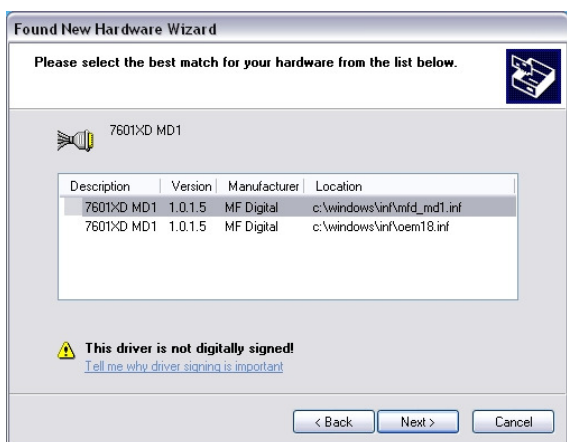 Found New Hardware Wizard
Please select the best match for your hardware from the list below.
7601XD MD1
Description Version Manufacturer Location
7601XD MD1 1.0.1.5 MF Digital c:\windows\inf\mfd_md1.inf
7601XD MD1 1.0.1.5 MF Digital c:\windows\inf\oem18.inf
This driver is not digitally signed!
Tell me why driver signing is important
< Back Next > Cancel